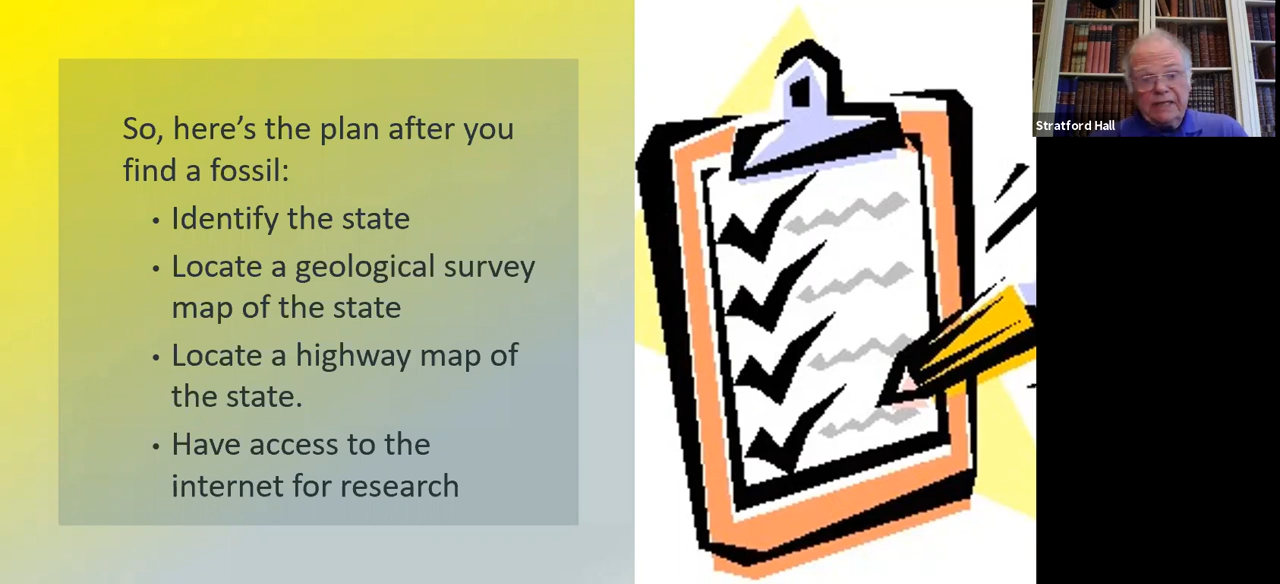 So, here’s the plan after you
find a fossil:
• Identify the state
• Locate a geological survey
map of the state
• Locate a highway map of
the state.
• Have access to the
internet for research
Stratford Hall